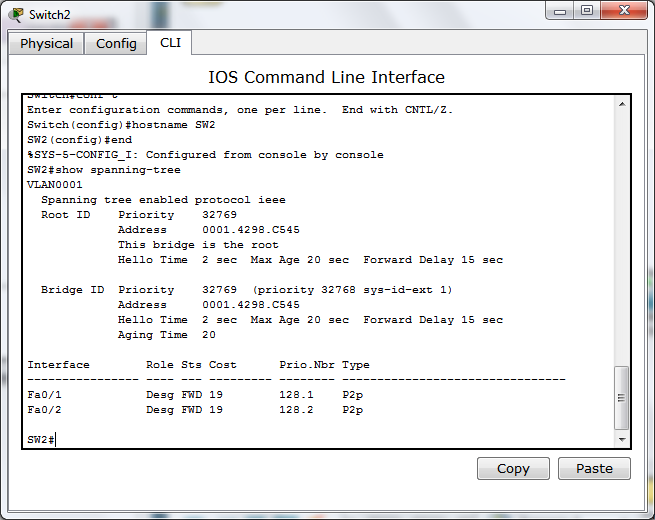 Switch2
Physical Config CLI
IOS Command Line Interface
Switch#conf t
Enter configuration commands, one per line.  End with CNTL/Z.
Switch(config)#hostname SW2
SW2(config)#end
%SYS-5-CONFIG_I: Configured from console by console
SW2#show spanning-tree
VLAN0001
  Spanning tree enabled protocol ieee
  Root ID    Priority    32769
             Address     0001.4298.C545
             This bridge is the root
             Hello Time  2 sec  Max Age 20 sec  Forward Delay 15 sec
  Bridge ID  Priority    32769  (priority 32768 sys-id-ext 1)
             Address     0001.4298.C545
             Hello Time  2 sec  Max Age 20 sec  Forward Delay 15 sec
             Aging Time  20
Interface        Role Sts Cost      Prio.Nbr Type
---------------- ---- --- --------- -------- --------------------------------
Fa0/1            Desg FWD 19        128.1    P2p
Fa0/2            Desg FWD 19        128.2    P2p
SW2#
Copy Paste